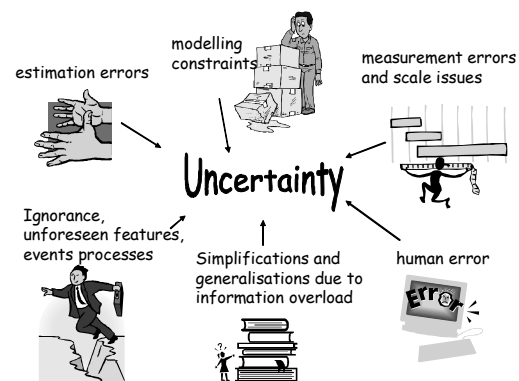 modelling
constraints
estimation errors
measurement errors
and scale issues
Uncertainty
Ignorance,
unforeseen features,
events processes
Simplifications and
generalisations due to
information overload
human error
Error
?
?